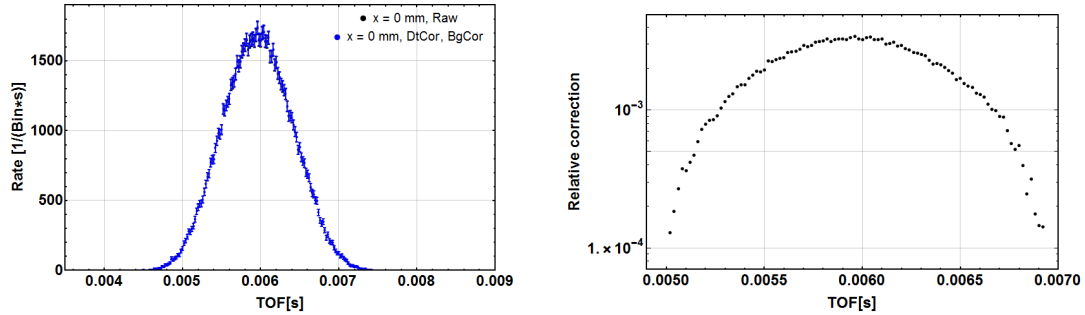 x = 0 mm, Raw
x = 0 mm, DtCor, BgCor
Rate [1/(Bin*s)]
1500
1000
500
0
0.004 0.005 0.006 0.007 0.008 0.009
TOF[s]
Relative correction
10⁻³
1. × 10⁻⁴
0.0050 0.0055 0.0060 0.0065 0.0070
TOF[s]